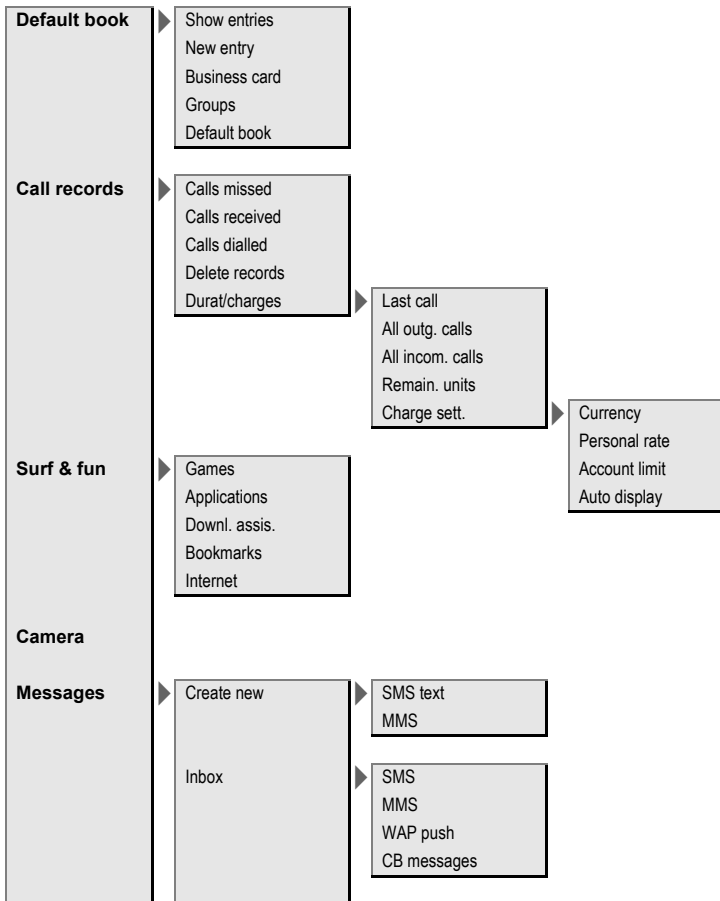 Default book
Show entries
New entry
Business card
Groups
Default book
Call records
Calls missed
Calls received
Calls dialled
Delete records
Durat/charges
Last call
All outg. calls
All incom. calls
Remain. units
Charge sett.
Currency
Personal rate
Account limit
Auto display
Surf & fun
Games
Applications
Downl. assis.
Bookmarks
Internet
Camera
Messages
Create new
SMS text
MMS
Inbox
SMS
MMS
WAP push
CB messages